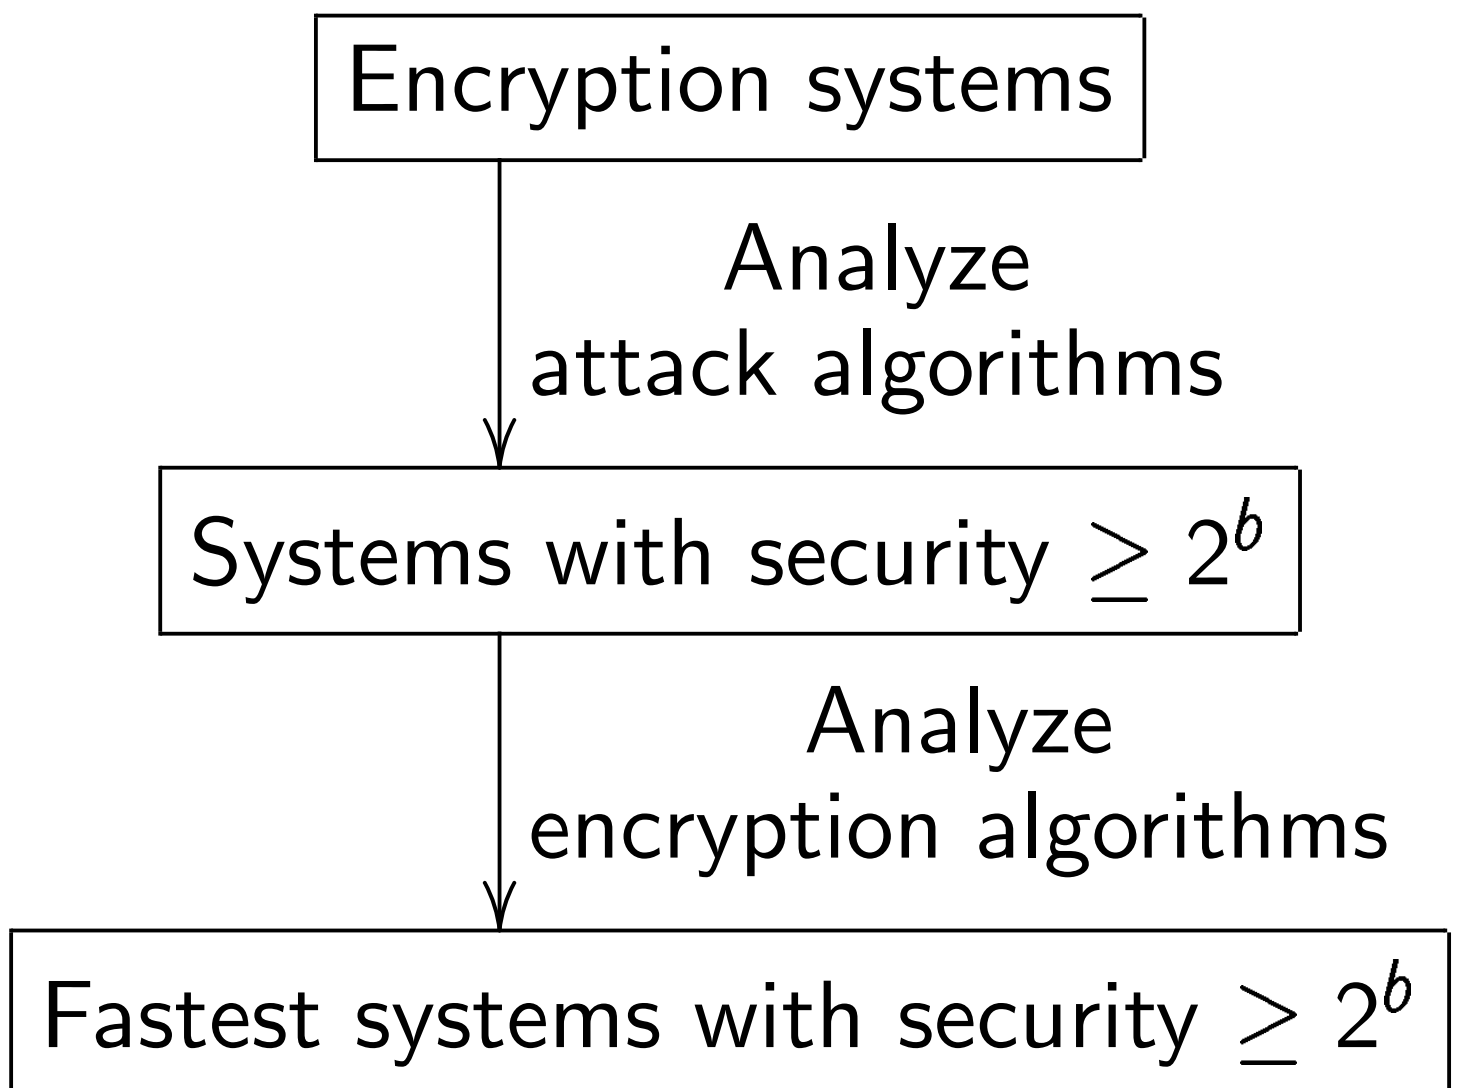 Encryption systems
Analyze
attack algorithms
Systems with security ≥ 2^b
Analyze
encryption algorithms
Fastest systems with security ≥ 2^b